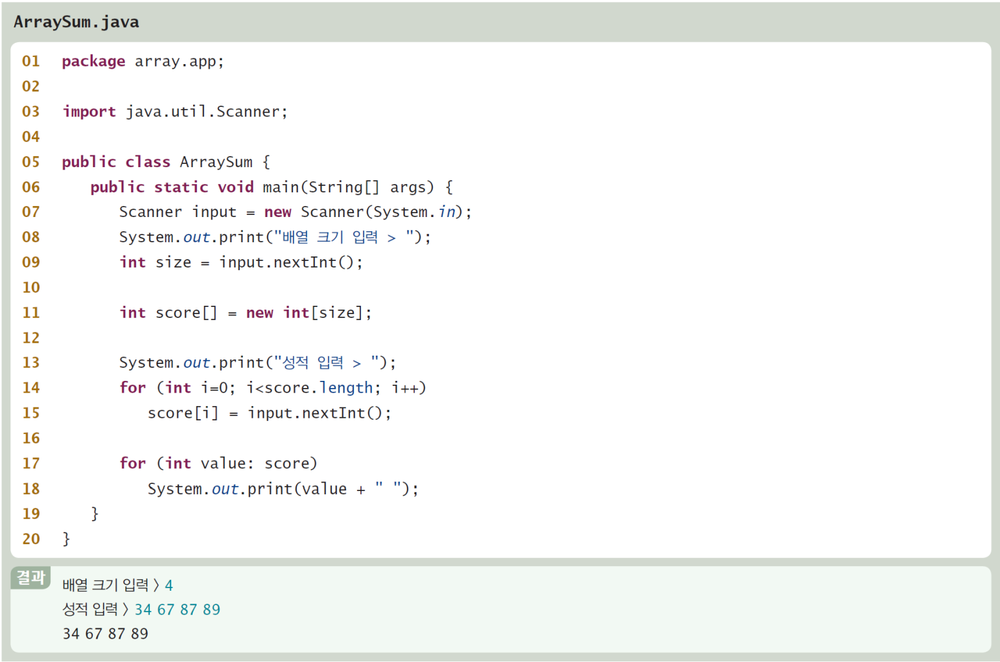 ArraySum.java
01 package array.app;
02
03 import java.util.Scanner;
04
05 public class ArraySum {
06 public static void main(String[] args) {
07 Scanner input = new Scanner(System.in);
08 System.out.print("배열 크기 입력 > ");
09 int size = input.nextInt();
10
11 int score[] = new int[size];
12
13 System.out.print("성적 입력 > ");
14 for (int i=0; i<score.length; i++)
15 score[i] = input.nextInt();
16
17 for (int value: score)
18 System.out.print(value + " ");
19 }
20 }
결과
배열 크기 입력 > 4
성적 입력 > 34 67 87 89
34 67 87 89